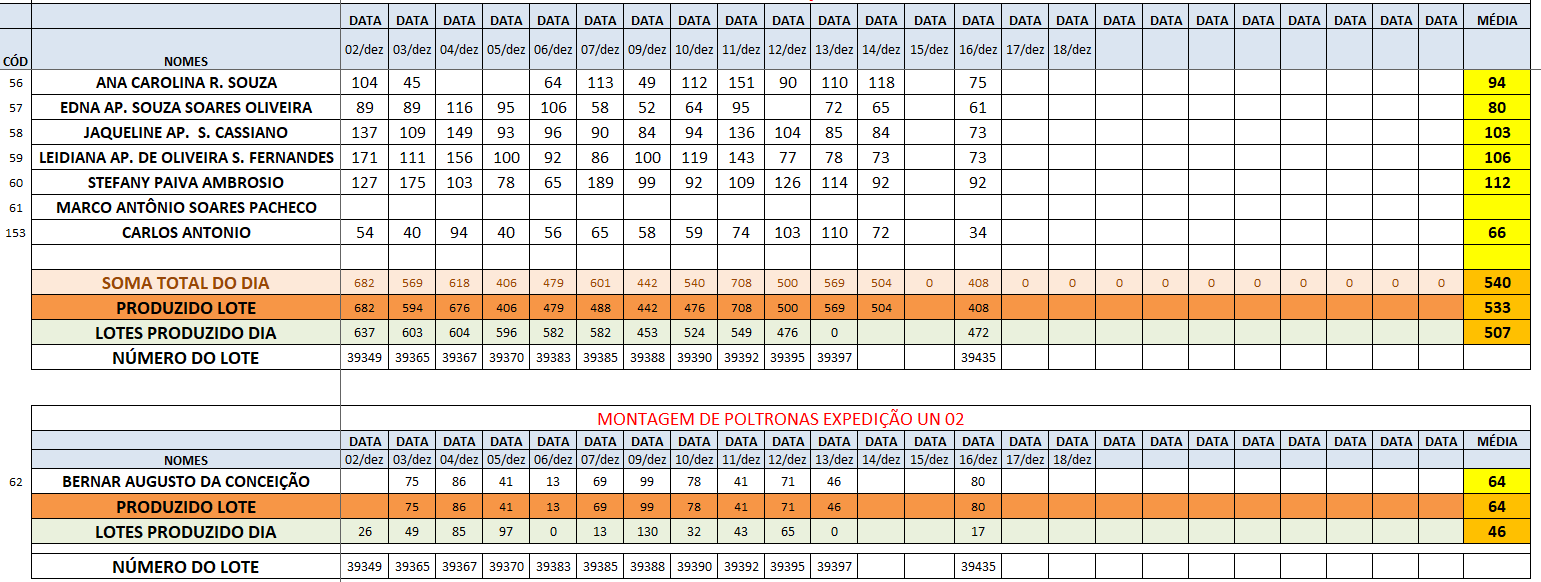 DATA DATA DATA DATA DATA DATA DATA DATA DATA DATA DATA DATA DATA DATA DATA DATA DATA DATA DATA DATA DATA DATA DATA DATA MÉDIA
CÓD NOMES 02/dez 03/dez 04/dez 05/dez 06/dez 07/dez 09/dez 10/dez 11/dez 12/dez 13/dez 14/dez 15/dez 16/dez 17/dez 18/dez
56 ANA CAROLINA R. SOUZA 104 45 64 113 49 112 151 90 110 118 75 94
57 EDNA AP. SOUZA SOARES OLIVEIRA 89 89 116 95 106 58 52 64 95 72 65 61 80
58 JAQUELINE AP. S. CASSIANO 137 109 149 93 96 90 84 94 136 104 85 84 73 103
59 LEIDIANA AP. DE OLIVEIRA S. FERNANDES 171 111 156 100 92 86 100 119 143 77 78 73 73 106
60 STEFANY PAIVA AMBROSIO 127 175 103 78 65 189 99 92 109 126 114 92 92 112
61 MARCO ANTÔNIO SOARES PACHECO
153 CARLOS ANTONIO 54 40 94 40 56 65 58 59 74 103 110 72 34 66
SOMA TOTAL DO DIA 682 569 618 406 479 601 442 540 708 500 569 504 0 408 0 0 0 0 0 0 0 0 0 0 540
PRODUZIDO LOTE 682 594 676 406 479 488 442 476 708 500 569 504 408 533
LOTES PRODUZIDO DIA 637 603 604 596 582 582 453 524 549 476 0 472 507
NÚMERO DO LOTE 39349 39365 39367 39370 39383 39385 39388 39390 39392 39395 39397 39435
MONTAGEM DE POLTRONAS EXPEDIÇÃO UN 02
DATA DATA DATA DATA DATA DATA DATA DATA DATA DATA DATA DATA DATA DATA DATA DATA DATA DATA DATA DATA DATA DATA DATA DATA MÉDIA
NOMES 02/dez 03/dez 04/dez 05/dez 06/dez 07/dez 09/dez 10/dez 11/dez 12/dez 13/dez 14/dez 15/dez 16/dez 17/dez 18/dez
62 BERNAR AUGUSTO DA CONCEIÇÃO 75 86 41 13 69 99 78 41 71 46 80 64
PRODUZIDO LOTE 75 86 41 13 69 99 78 41 71 46 80 64
LOTES PRODUZIDO DIA 26 49 85 97 0 13 130 32 43 65 0 17 46
NÚMERO DO LOTE 39349 39365 39367 39370 39383 39385 39388 39390 39392 39395 39397 39435